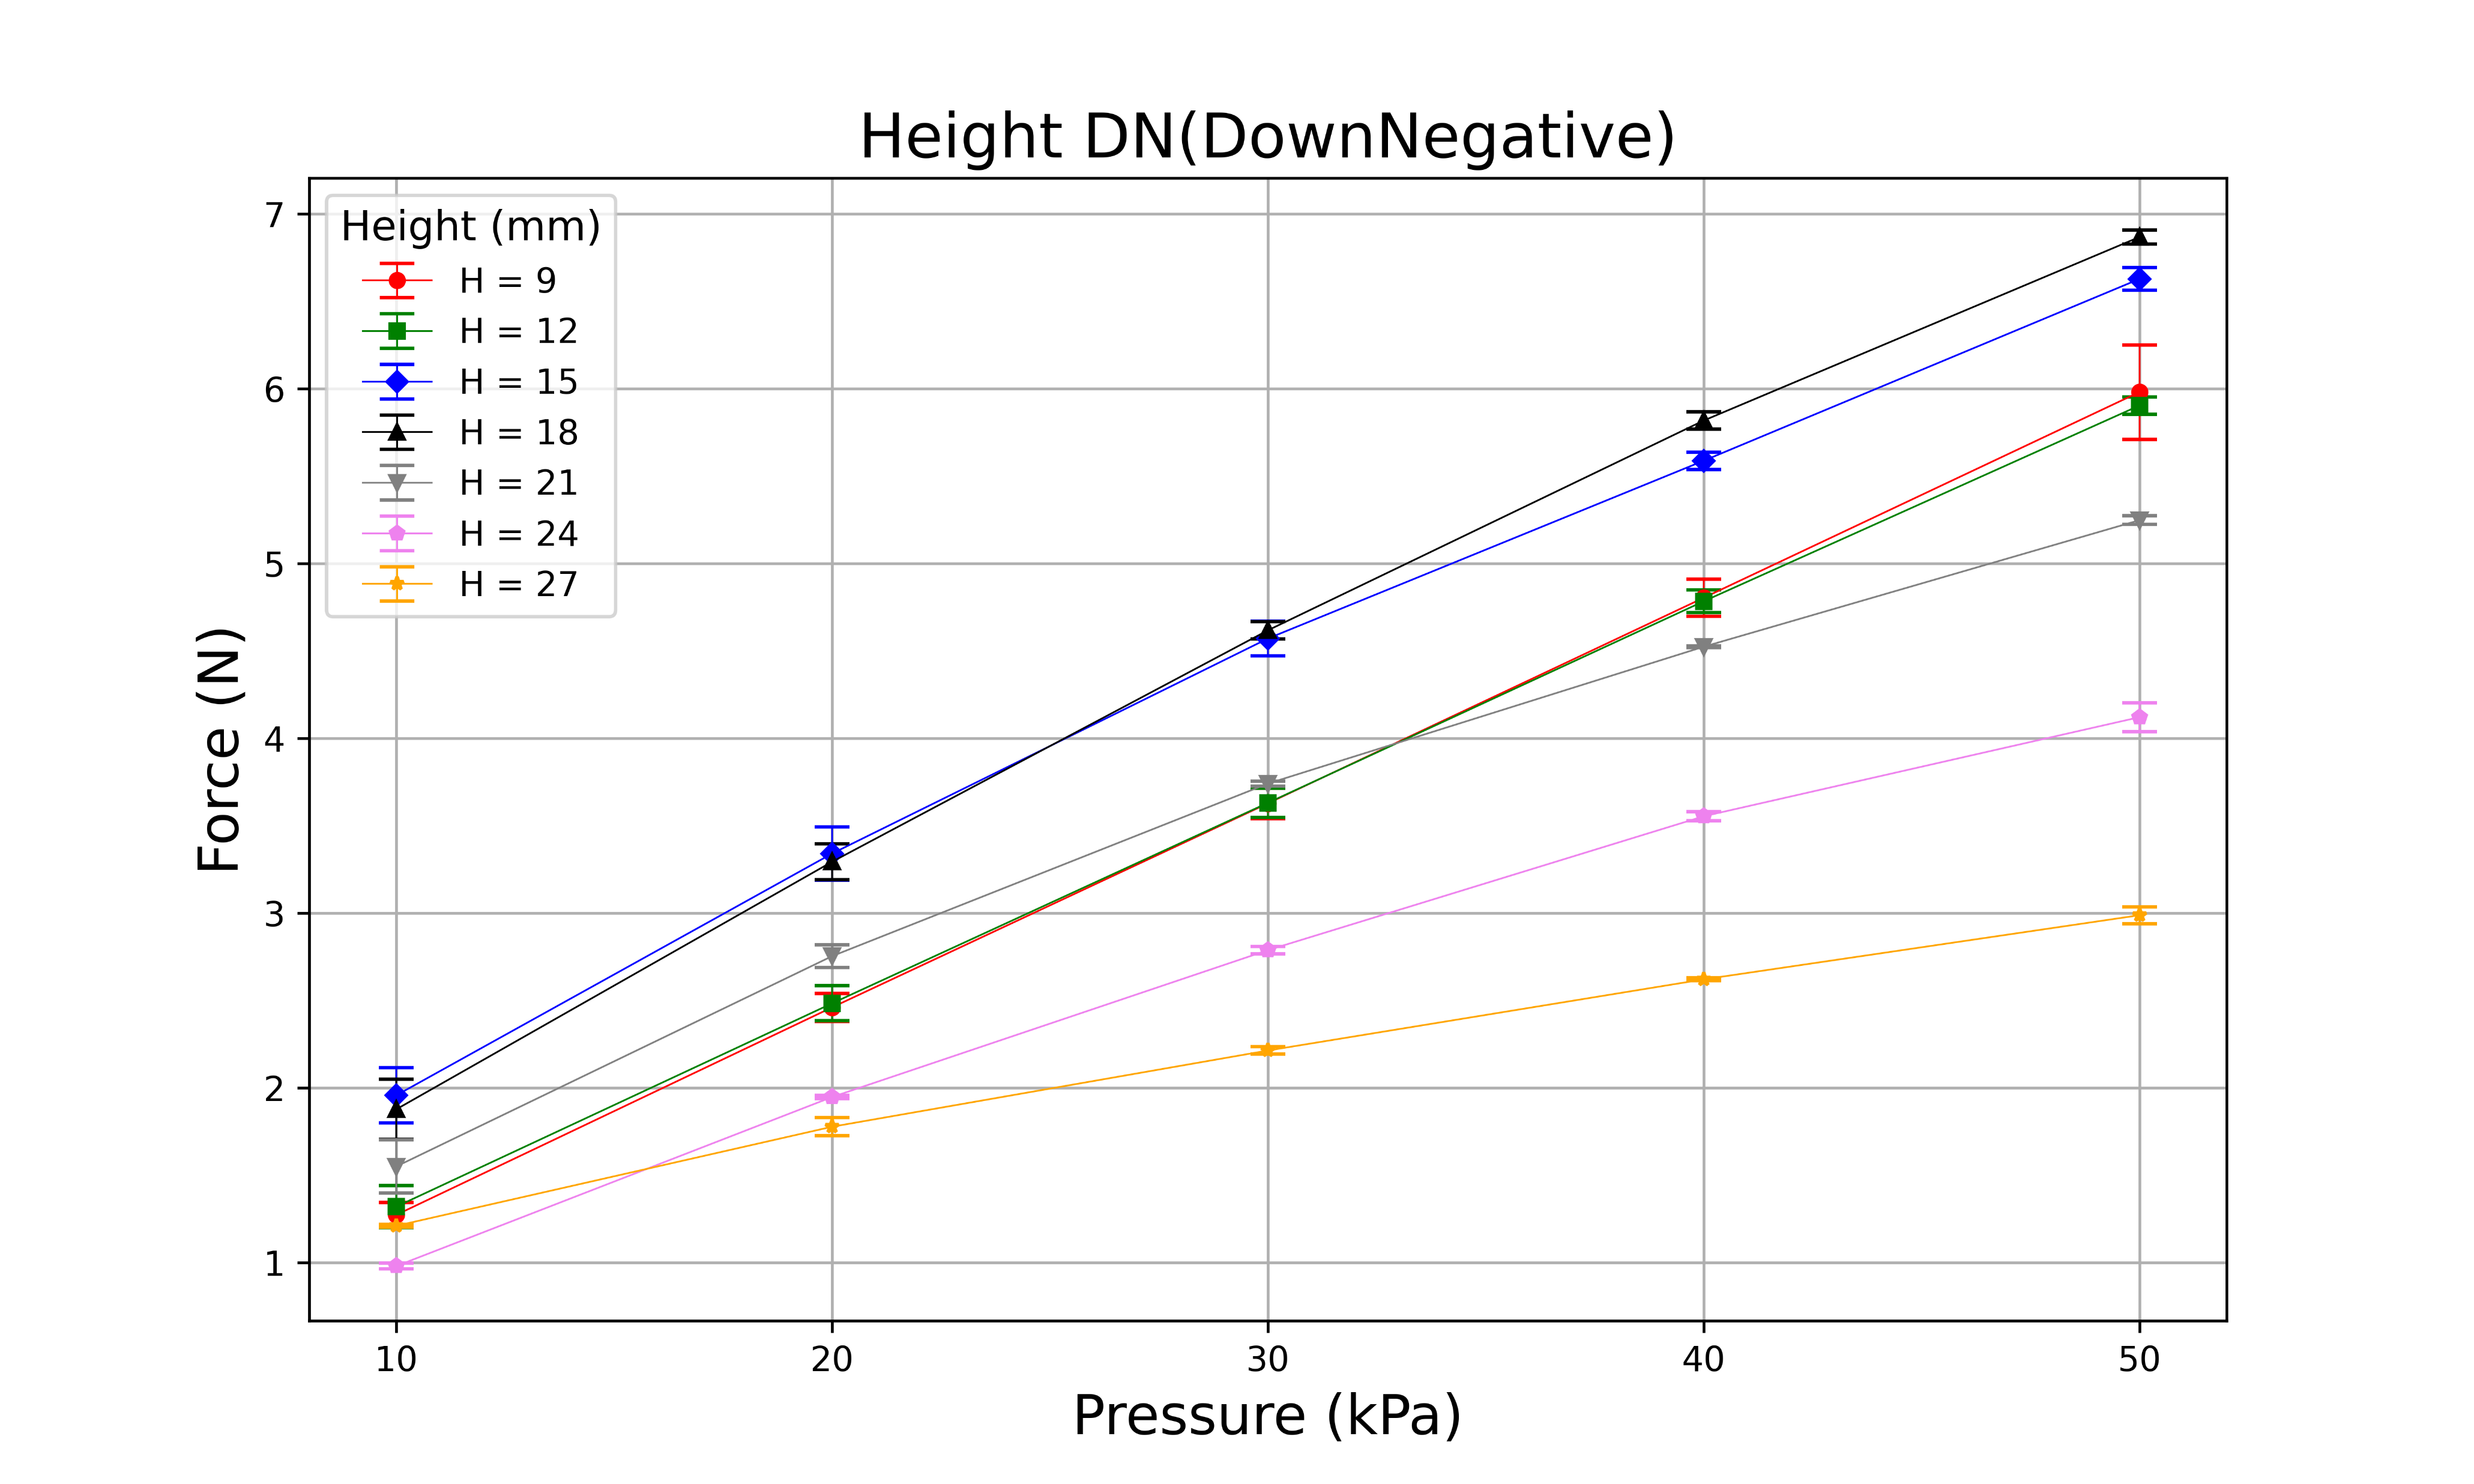 Height DN(DownNegative)
Height (mm)
H = 9
H = 12
H = 15
H = 18
H = 21
H = 24
H = 27
7
6
5
4
3
2
1
Force (N)
10 20 30 40 50
Pressure (kPa)